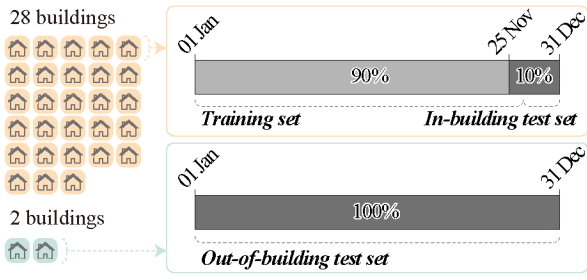 28 buildings
01 Jan
25 Nov
31 Dec
90%
10%
Training set
In-building test set
2 buildings
01 Jan
31 Dec
100%
Out-of-building test set